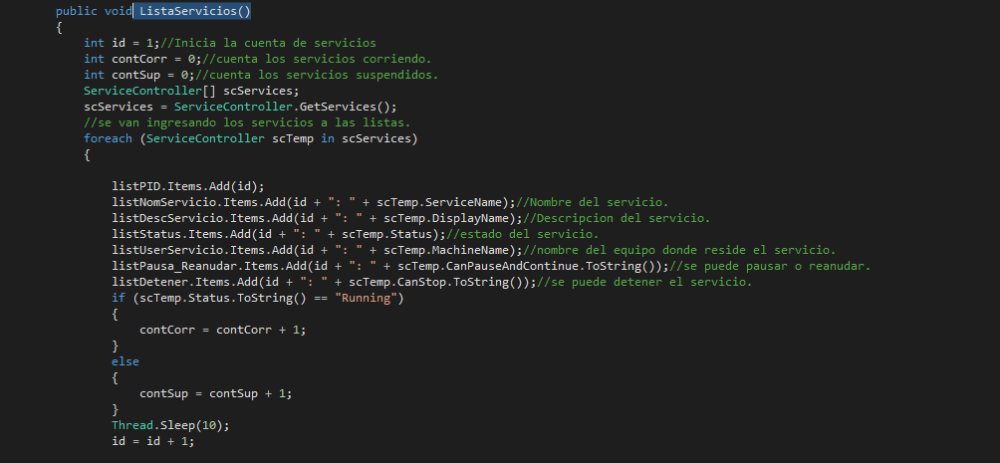 public void ListaServicios()
{
int id = 1;//Inicia la cuenta de servicios
int contCorr = 0;//cuenta los servicios corriendo.
int contSup = 0;//cuenta los servicios suspendidos.
ServiceController[] scServices;
scServices = ServiceController.GetServices();
//se van ingresando los servicios a las listas.
foreach (ServiceController scTemp in scServices)
{
listPID.Items.Add(id);
listNomServicio.Items.Add(id + ": " + scTemp.ServiceName);//Nombre del servicio.
listDescServicio.Items.Add(id + ": " + scTemp.DisplayName);//Descripcion del servicio.
listStatus.Items.Add(id + ": " + scTemp.Status);//estado del servicio.
listUserServicio.Items.Add(id + ": " + scTemp.MachineName);//nombre del equipo donde reside el servicio.
listPausa_Reanudar.Items.Add(id + ": " + scTemp.CanPauseAndContinue.ToString());//se puede pausar o reanudar.
listDetener.Items.Add(id + ": " + scTemp.CanStop.ToString());//se puede detener el servicio.
if (scTemp.Status.ToString() == "Running")
{
contCorr = contCorr + 1;
}
else
{
contSup = contSup + 1;
}
Thread.Sleep(10);
id = id + 1;